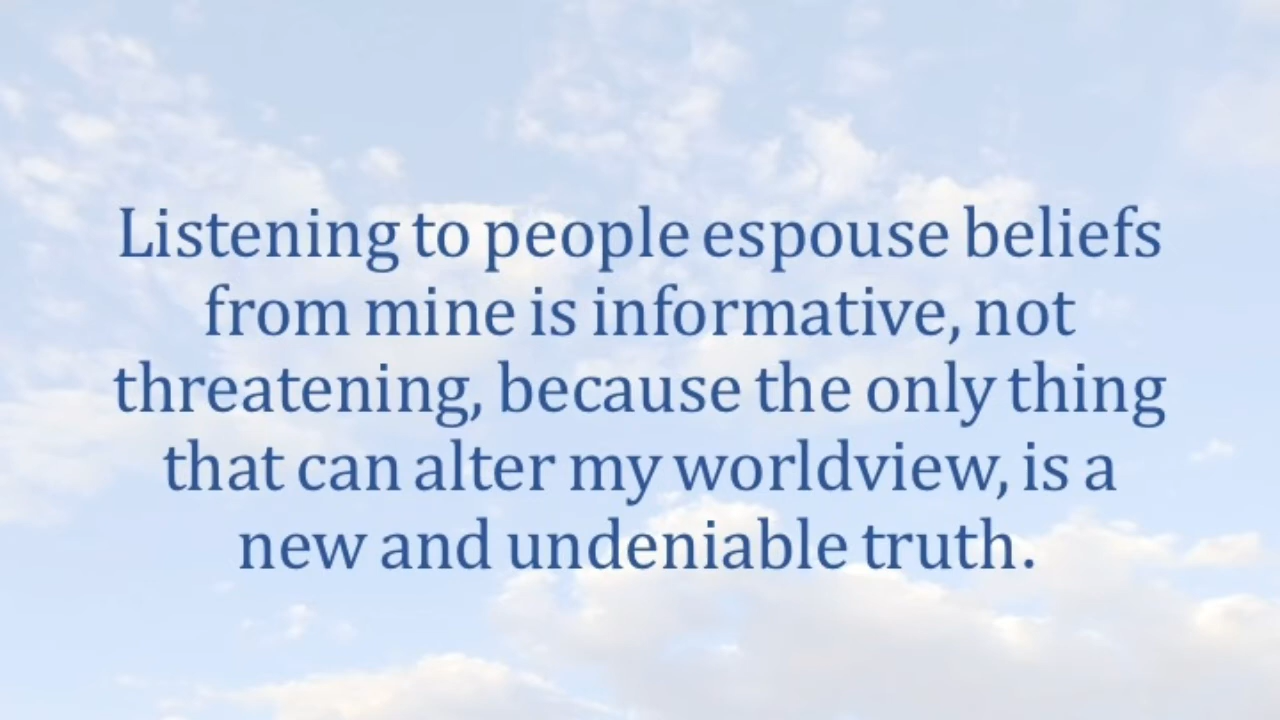 Listening to people espouse beliefs
from mine is informative, not
threatening, because the only thing
that can alter my worldview, is a
new and undeniable truth.